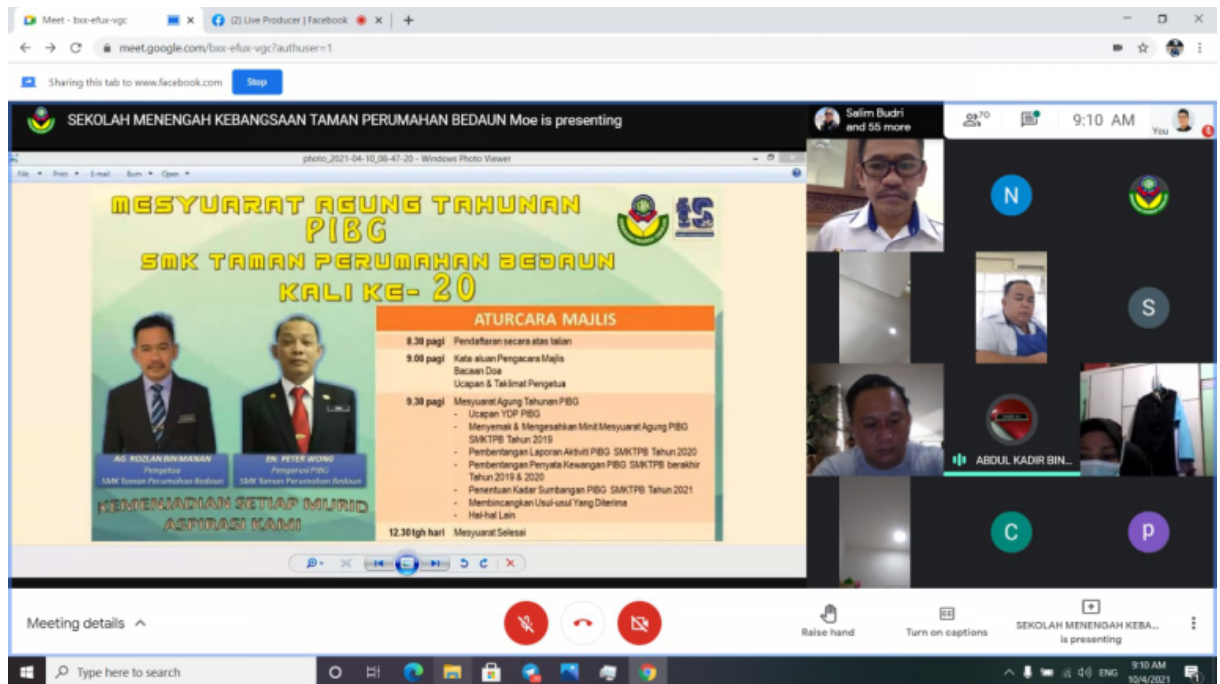 Meet - bxx-efux-vgc
(2) Live Producer | Facebook
meet.google.com/bxx-efux-vgc?authuser=1
Sharing this tab to www.facebook.com
Stop
SEKOLAH MENENGAH KEBANGSAAN TAMAN PERUMAHAN BEDAUN Moe is presenting
Salim Budri
and 55 more
70
9:10 AM
You
photo_2021-04-10_08-47-20 - Windows Photo Viewer
File Print E-mail Burn Open
MESYUARAT AGUNG TAHUNAN
PIBG
SMK TAMAN PERUMAHAN BEDAUN
KALI KE- 20
ATURCARA MAJLIS
8.30 pagi Pendaftaran secara atas talian
9.00 pagi Kata aluan Pengacara Majlis
Bacaan Doa
Ucapan & Taklimat Pengetua
9.30 pagi Mesyuarat Agung Tahunan PIBG
- Ucapan YDP PIBG
- Menyemak & Mengesahkan Minit Mesyuarat Agung PIBG
SMKTPB Tahun 2019
- Pembentangan Laporan Aktiviti PIBG SMKTPB Tahun 2020
- Pembentangan Penyata Kewangan PIBG SMKTPB berakhir
Tahun 2019 & 2020
- Penentuan Kadar Sumbangan PIBG SMKTPB Tahun 2021
- Membincangkan Usul-usul Yang Diterima
- Hal-hal Lain
12.30 tgh hari Mesyuarat Selesai
AG. ROZLAN BIN MANAN
Pengetua
SMK Taman Perumahan Bedaun
EN. PETER WONG
Pengerusi PIBG
SMK Taman Perumahan Bedaun
KEMENJADIAN SETIAP MURID
ASPIRASI KAMI
N
S
ABDUL KADIR BIN...
C
P
Meeting details
Raise hand
Turn on captions
SEKOLAH MENENGAH KEBA...
is presenting
Type here to search
ENG
9:10 AM
10/4/2021